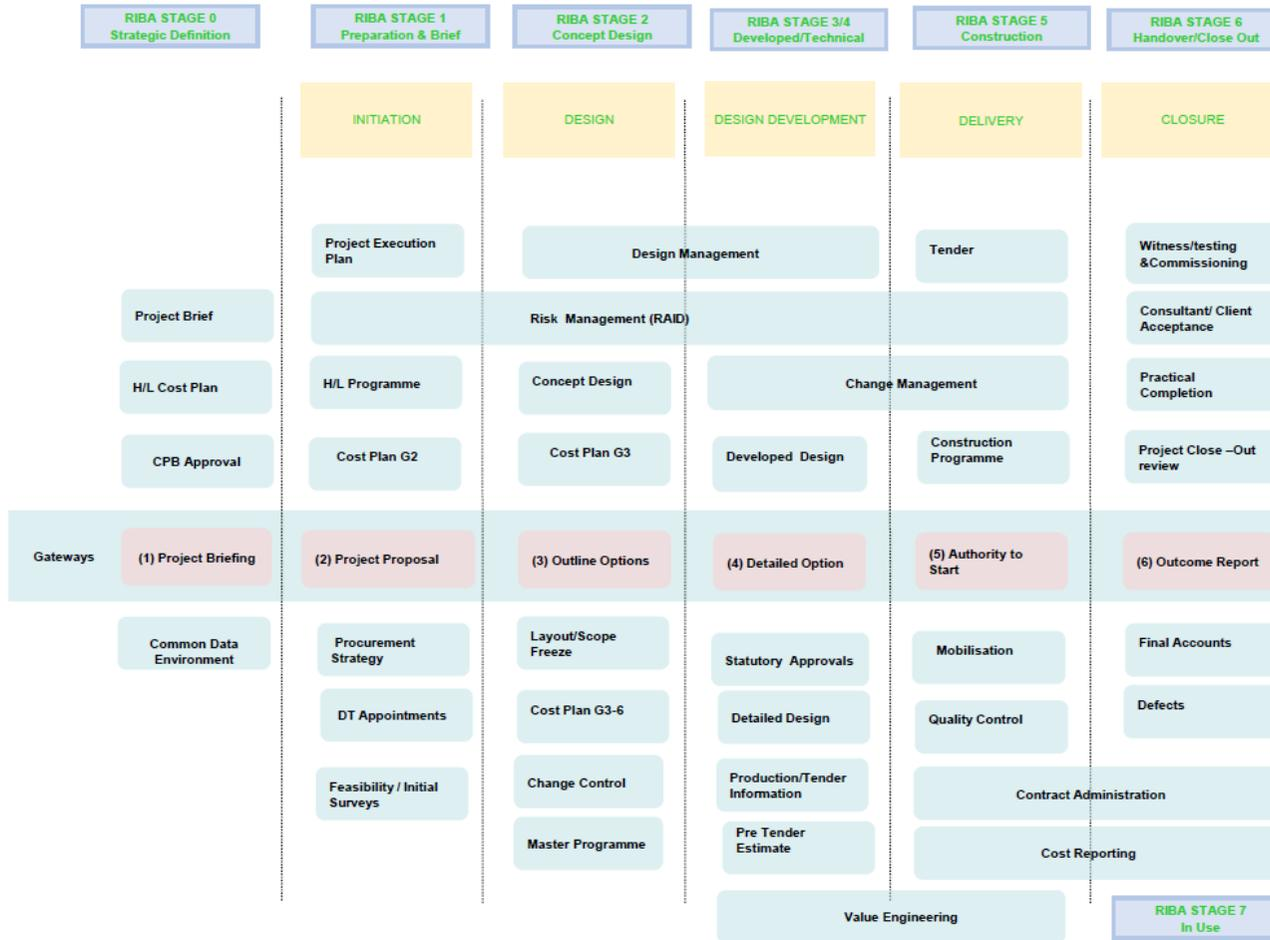 RIBA STAGE 0
Strategic Definition
RIBA STAGE 1
Preparation & Brief
RIBA STAGE 2
Concept Design
RIBA STAGE 3/4
Developed/Technical
RIBA STAGE 5
Construction
RIBA STAGE 6
Handover/Close Out
INITIATION
DESIGN
DESIGN DEVELOPMENT
DELIVERY
CLOSURE
Project Execution
Plan
Design Management
Tender
Witness/testing
&Commissioning
Project Brief
Risk  Management (RAID)
Consultant/ Client
Acceptance
H/L Cost Plan
H/L Programme
Concept Design
Change Management
Practical
Completion
CPB Approval
Cost Plan G2
Cost Plan G3
Developed  Design
Construction
Programme
Project Close –Out
review
Gateways
(1) Project Briefing
(2) Project Proposal
(3) Outline Options
(4) Detailed Option
(5) Authority to
Start
(6) Outcome Report
Common Data
Environment
Procurement
Strategy
Layout/Scope
Freeze
Statutory  Approvals
Mobilisation
Final Accounts
DT Appointments
Cost Plan G3-6
Detailed Design
Quality Control
Defects
Feasibility / Initial
Surveys
Change Control
Production/Tender
Information
Contract Administration
Master Programme
Pre Tender
Estimate
Cost Reporting
Value Engineering
RIBA STAGE 7
In Use